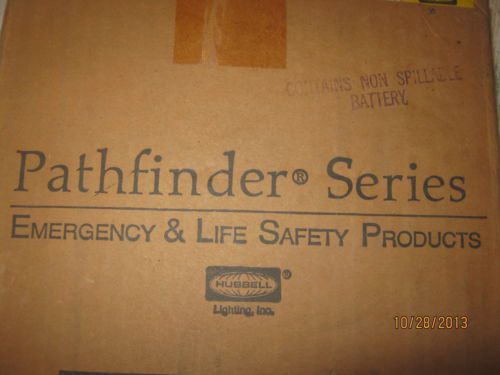 CONTAINS NON SPILLABLE
BATTERY
Pathfinder® Series
EMERGENCY & LIFE SAFETY PRODUCTS
HUBBELL ®
Lighting, Inc.
10/28/2013